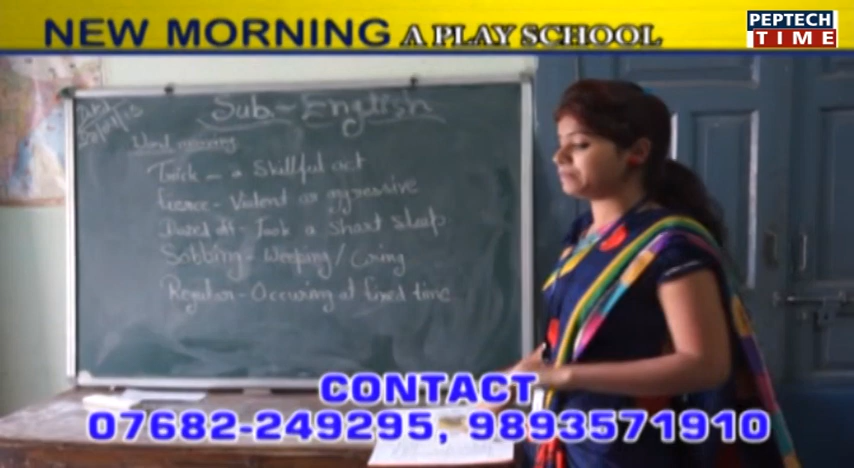 NEW MORNING A PLAY SCHOOL
PEPTECH
TIME
Sub - English
Word meaning
Trick - a Skillful act
fierce - Violent or aggressive
Dozed off - Took a Short Sleep
Sobbing - Weeping / Cring
Regular - Occuring at fixed time
CONTACT
07682-249295, 9893571910